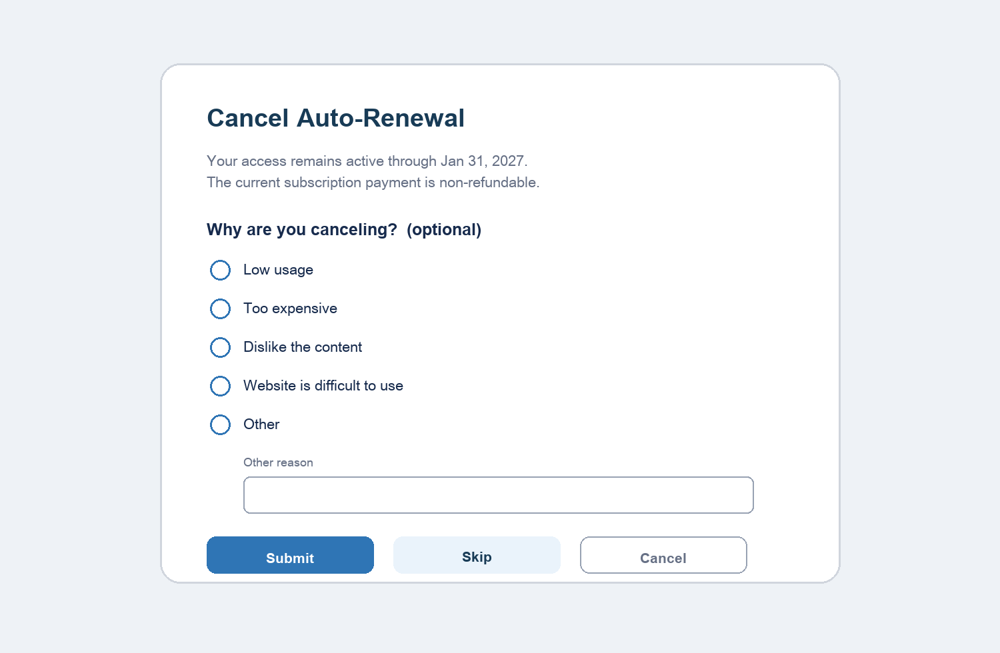 Cancel Auto-Renewal
Your access remains active through Jan 31, 2027.
The current subscription payment is non-refundable.
Why are you canceling? (optional)
Low usage
Too expensive
Dislike the content
Website is difficult to use
Other
Other reason
Submit
Skip
Cancel